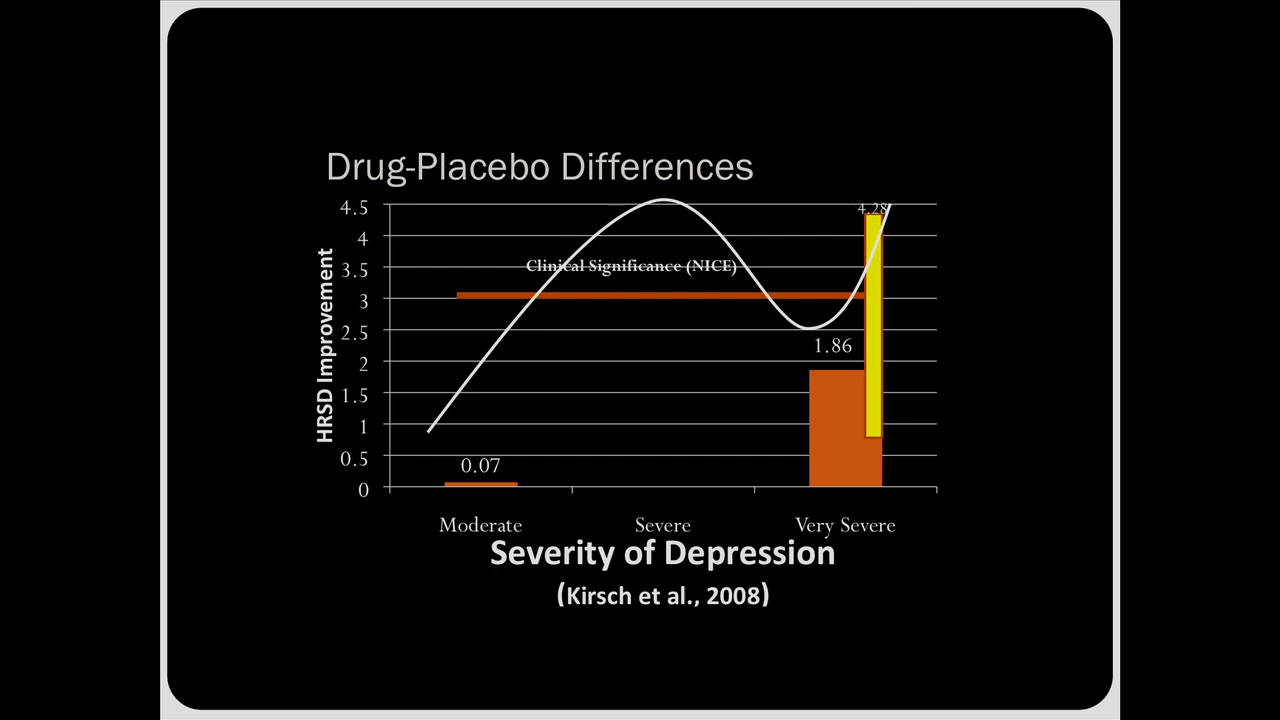 Drug-Placebo Differences
4.5
4.28
4
Clinical Significance (NICE)
3.5
3
2.5
1.86
2
1.5
1
0.5
0.07
0
HRSD Improvement
Moderate
Severe
Very Severe
Severity of Depression
(Kirsch et al., 2008)